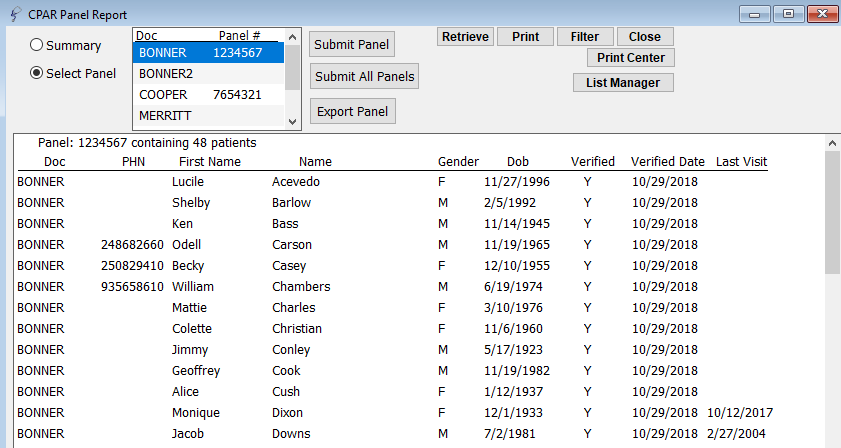 CPAR Panel Report
Summary
Select Panel
Doc Panel #
BONNER 1234567
BONNER2
COOPER 7654321
MERRITT
Submit Panel
Submit All Panels
Export Panel
Retrieve Print Filter Close
Print Center
List Manager
Panel: 1234567 containing 48 patients
Doc PHN First Name Name Gender Dob Verified Verified Date Last Visit
BONNER Lucile Acevedo F 11/27/1996 Y 10/29/2018
BONNER Shelby Barlow M 2/5/1992 Y 10/29/2018
BONNER Ken Bass M 11/14/1945 Y 10/29/2018
BONNER 248682660 Odell Carson M 11/19/1965 Y 10/29/2018
BONNER 250829410 Becky Casey F 12/10/1955 Y 10/29/2018
BONNER 935658610 William Chambers M 6/19/1974 Y 10/29/2018
BONNER Mattie Charles F 3/10/1976 Y 10/29/2018
BONNER Colette Christian F 11/6/1960 Y 10/29/2018
BONNER Jimmy Conley M 5/17/1923 Y 10/29/2018
BONNER Geoffrey Cook M 11/19/1982 Y 10/29/2018
BONNER Alice Cush F 1/12/1937 Y 10/29/2018
BONNER Monique Dixon F 12/1/1933 Y 10/29/2018 10/12/2017
BONNER Jacob Downs M 7/2/1981 Y 10/29/2018 2/27/2004